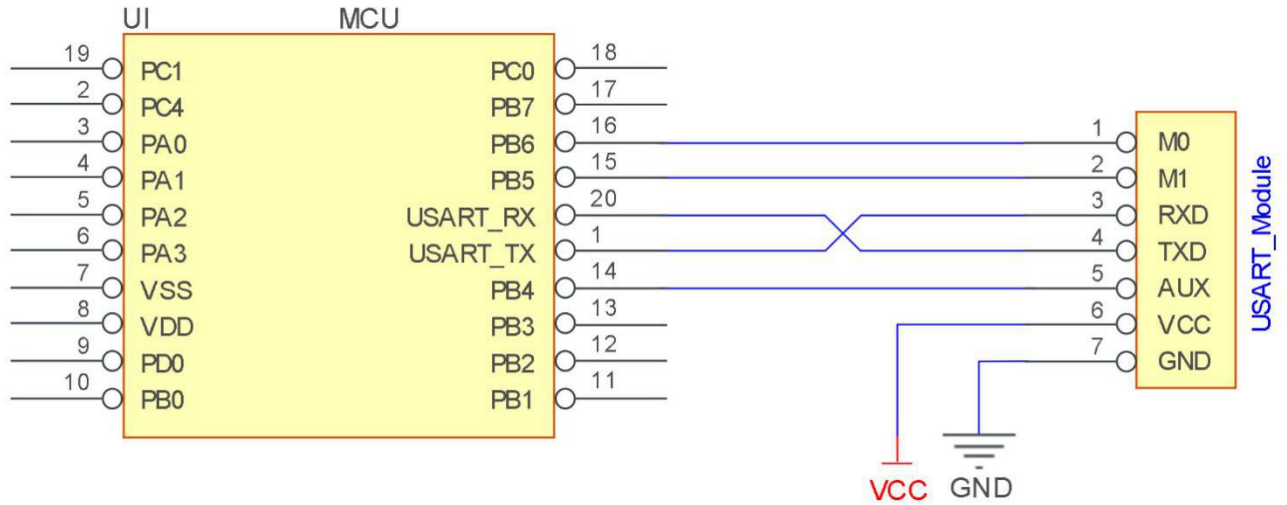 UI MCU
19 PC1 PC0 18
2 PC4 PB7 17
3 PA0 PB6 16 1 M0
4 PA1 PB5 15 2 M1
5 PA2 USART_RX 20 3 RXD
6 PA3 USART_TX 1 4 TXD
7 VSS PB4 14 5 AUX
8 VDD PB3 13 6 VCC
9 PD0 PB2 12 7 GND
10 PB0 PB1 11
USART_Module
VCC GND